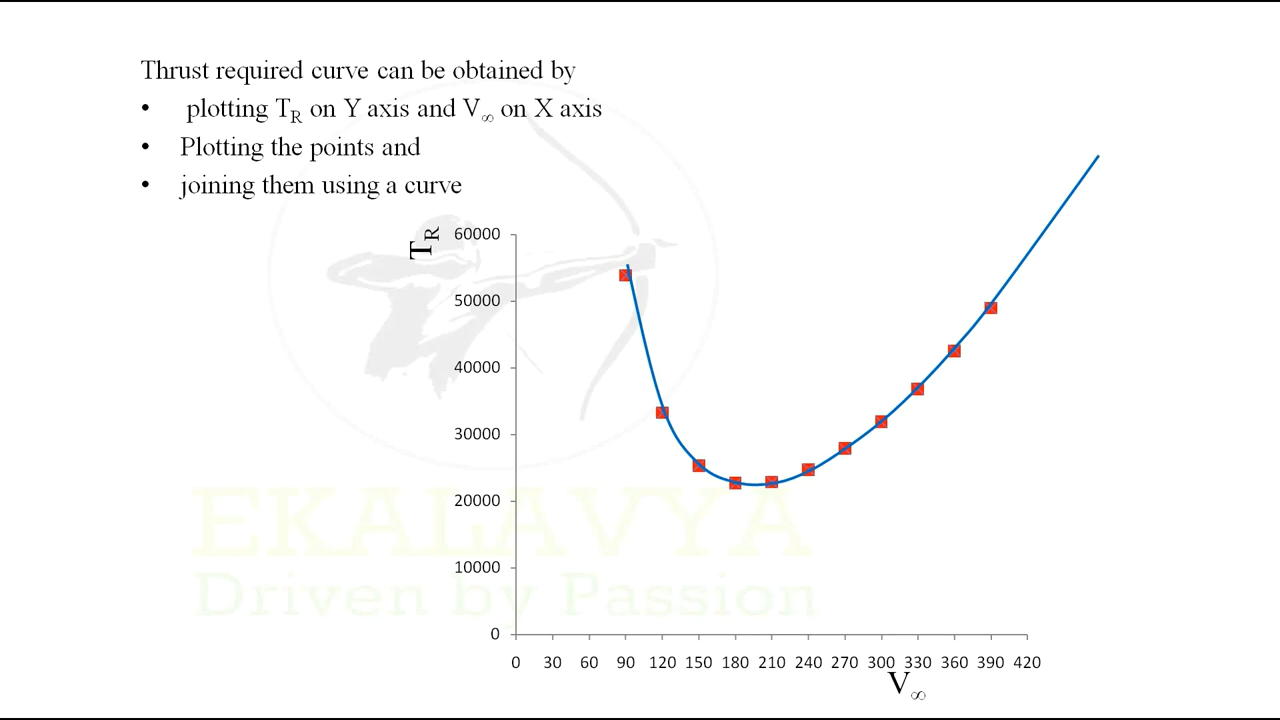 Thrust required curve can be obtained by
• plotting T_R on Y axis and V_∞ on X axis
• Plotting the points and
• joining them using a curve
T_R
60000
50000
40000
30000
20000
10000
0
0 30 60 90 120 150 180 210 240 270 300 330 360 390 420
V_∞
EKALAVYA
Driven by Passion